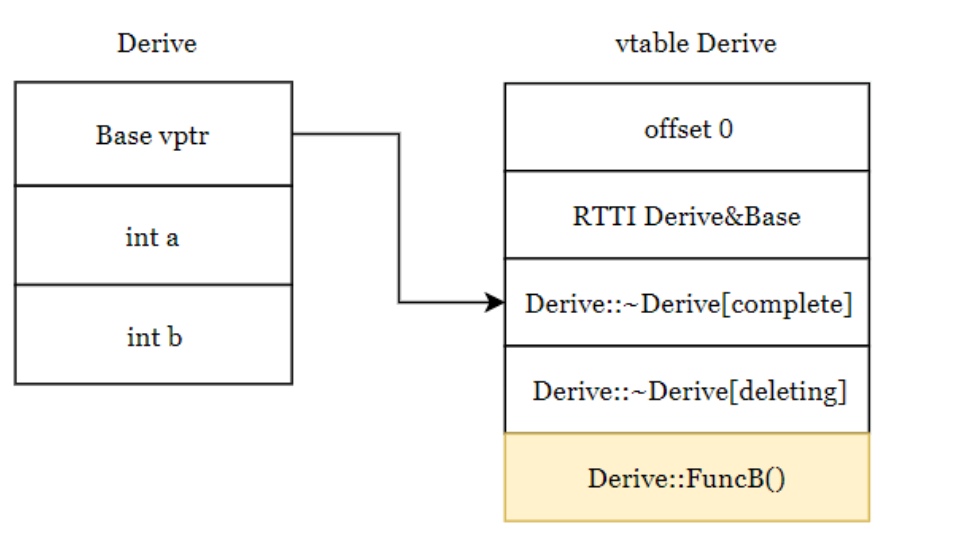 Derive
vtable Derive
Base vptr
int a
int b
offset 0
RTTI Derive&Base
Derive::~Derive[complete]
Derive::~Derive[deleting]
Derive::FuncB()